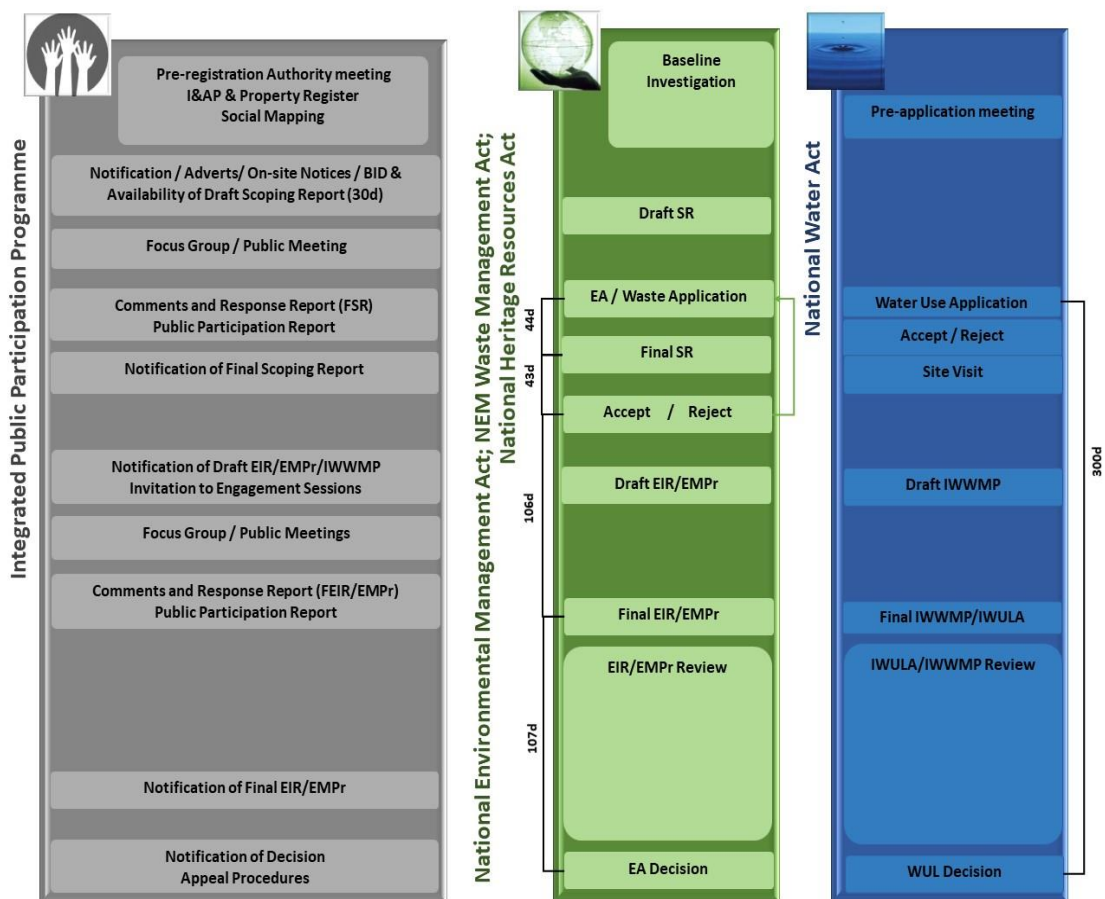 Integrated Public Participation Programme
Pre-registration Authority meeting
I&AP & Property Register
Social Mapping
Notification / Adverts/ On-site Notices / BID &
Availability of Draft Scoping Report (30d)
Focus Group / Public Meeting
Comments and Response Report (FSR)
Public Participation Report
Notification of Final Scoping Report
Notification of Draft EIR/EMPr/IWWMP
Invitation to Engagement Sessions
Focus Group / Public Meetings
Comments and Response Report (FEIR/EMPr)
Public Participation Report
Notification of Final EIR/EMPr
Notification of Decision
Appeal Procedures
National Environmental Management Act; NEM Waste Management Act;
National Heritage Resources Act
Baseline
Investigation
Draft SR
EA / Waste Application
44d
Final SR
43d
Accept / Reject
Draft EIR/EMPr
106d
Final EIR/EMPr
EIR/EMPr Review
107d
EA Decision
National Water Act
Pre-application meeting
Water Use Application
Accept / Reject
Site Visit
300d
Draft IWWMP
Final IWWMP/IWULA
IWULA/IWWMP Review
WUL Decision